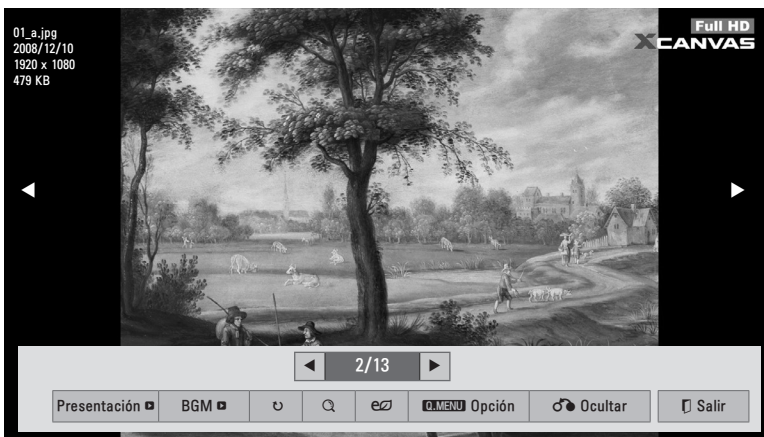 01_a.jpg
2008/12/10
1920 x 1080
479 KB
Full HD
XCANVAS
2/13
Presentación BGM Q.MENU Opción Ocultar Salir